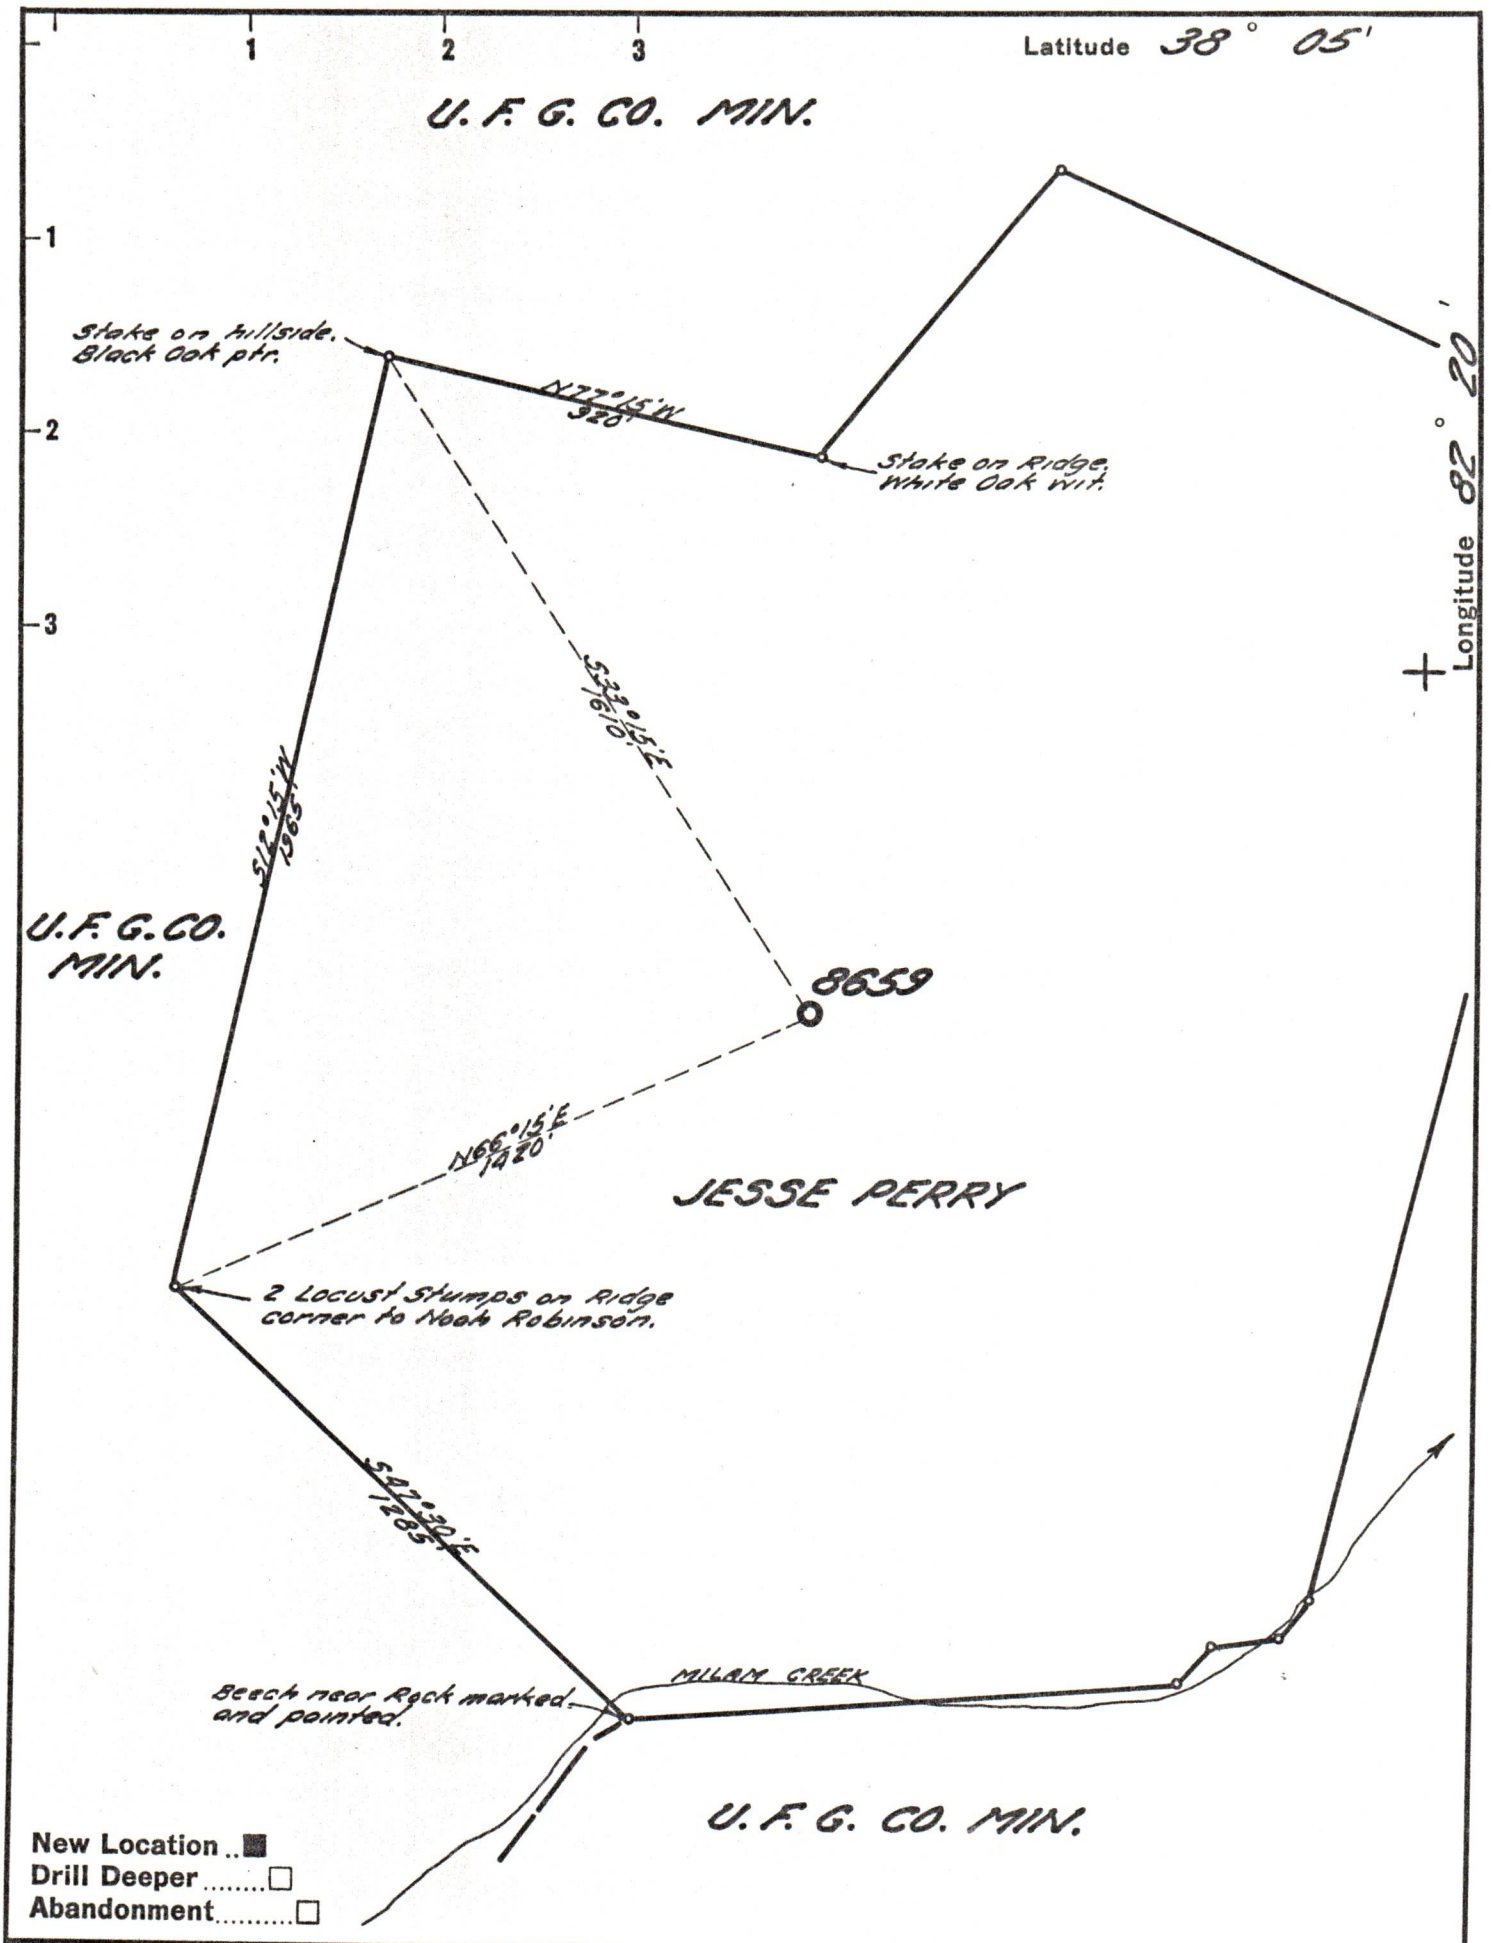 1 2 3
Latitude 38° 05'
U. F. G. CO. MIN.
1
2
3
Stake on hillside.
Black Oak ptr.
N77°15'W
920'
Stake on Ridge.
White Oak wit.
Longitude 82° 20'
S33°15'E
1610'
S12°15'W
1965'
U.F.G.CO.
MIN.
8659
N66°15'E
1420'
JESSE PERRY
2 Locust Stumps on Ridge
corner to Noah Robinson.
S47°30'E
1285'
MILAM CREEK
Beech near Rock marked
and pointed.
U. F. G. CO. MIN.
New Location ..■
Drill Deeper ........□
Abandonment..........□